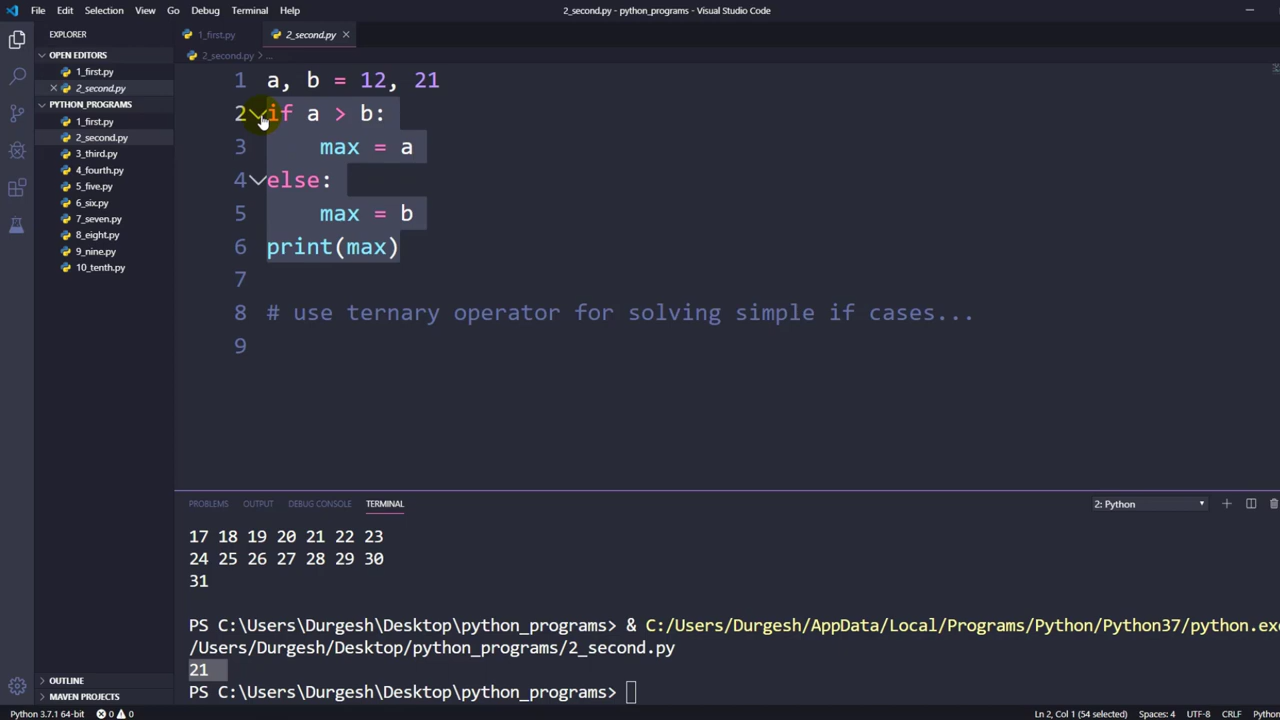 File Edit Selection View Go Debug Terminal Help
2_second.py - python_programs - Visual Studio Code
EXPLORER
1_first.py
2_second.py
OPEN EDITORS
1_first.py
2_second.py
PYTHON_PROGRAMS
1_first.py
2_second.py
3_third.py
4_fourth.py
5_five.py
6_six.py
7_seven.py
8_eight.py
9_nine.py
10_tenth.py
OUTLINE
MAVEN PROJECTS
2_second.py > ...
1 a, b = 12, 21
2 if a > b:
3 max = a
4 else:
5 max = b
6 print(max)
7
8 # use ternary operator for solving simple if cases...
9
PROBLEMS OUTPUT DEBUG CONSOLE TERMINAL
2: Python
17 18 19 20 21 22 23
24 25 26 27 28 29 30
31
PS C:\Users\Durgesh\Desktop\python_programs> & C:/Users/Durgesh/AppData/Local/Programs/Python/Python37/python.exe
/Users/Durgesh/Desktop/python_programs/2_second.py
21
PS C:\Users\Durgesh\Desktop\python_programs>
Python 3.7.1 64-bit 0 0
Ln 2, Col 1 (54 selected) Spaces: 4 UTF-8 CRLF Python